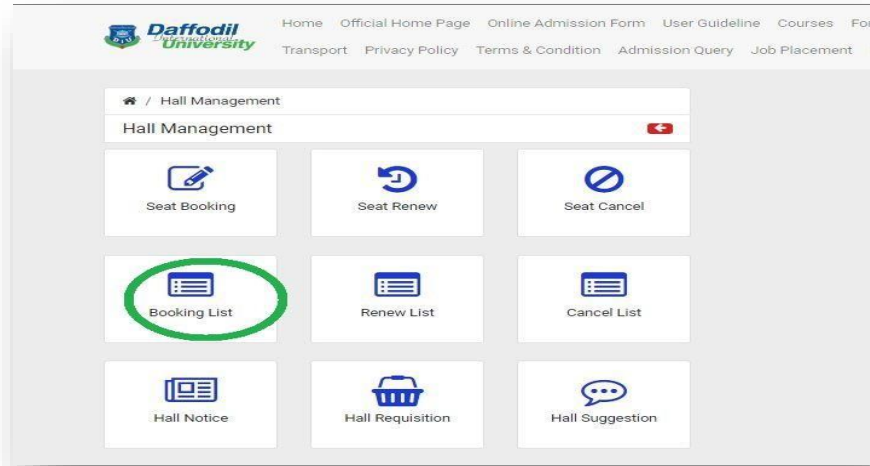 Daffodil
International
University
Home Official Home Page Online Admission Form User Guideline Courses
Transport Privacy Policy Terms & Condition Admission Query Job Placement
/ Hall Management
Hall Management
Seat Booking Seat Renew Seat Cancel
Booking List Renew List Cancel List
Hall Notice Hall Requisition Hall Suggestion